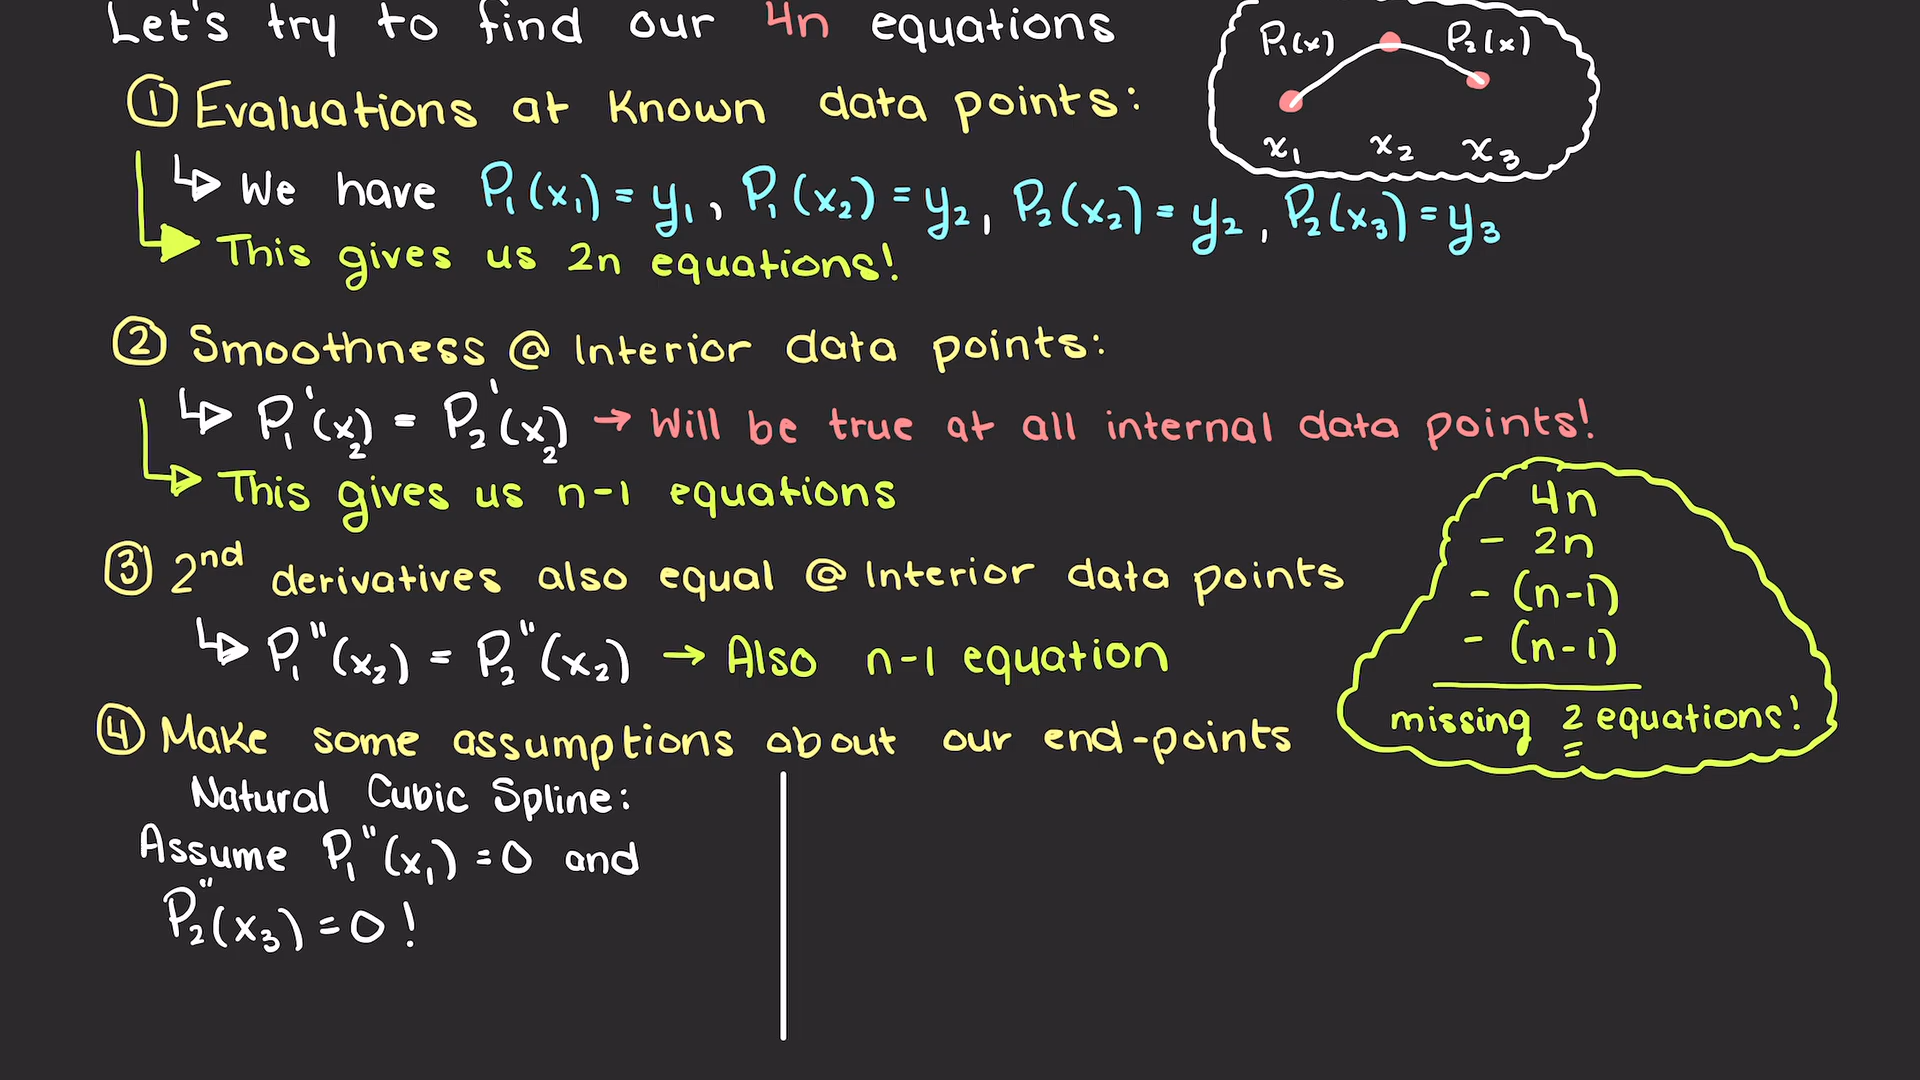 Let's try to find our 4n equations
P₁(x) P₂(x)
x₁ x₂ x₃
① Evaluations at known data points:
↳ We have P₁(x₁) = y₁, P₁(x₂) = y₂, P₂(x₂) = y₂, P₂(x₃) = y₃
↳ This gives us 2n equations!
② Smoothness @ Interior data points:
↳ P₁'(x₂) = P₂'(x₂) → Will be true at all internal data points!
↳ This gives us n-1 equations
③ 2ⁿᵈ derivatives also equal @ Interior data points
↳ P₁"(x₂) = P₂"(x₂) → Also n-1 equation
4n
- 2n
- (n-1)
- (n-1)
missing 2 equations!
④ Make some assumptions about our end-points
Natural Cubic Spline:
Assume P₁"(x₁) = 0 and
P₂"(x₃) = 0!